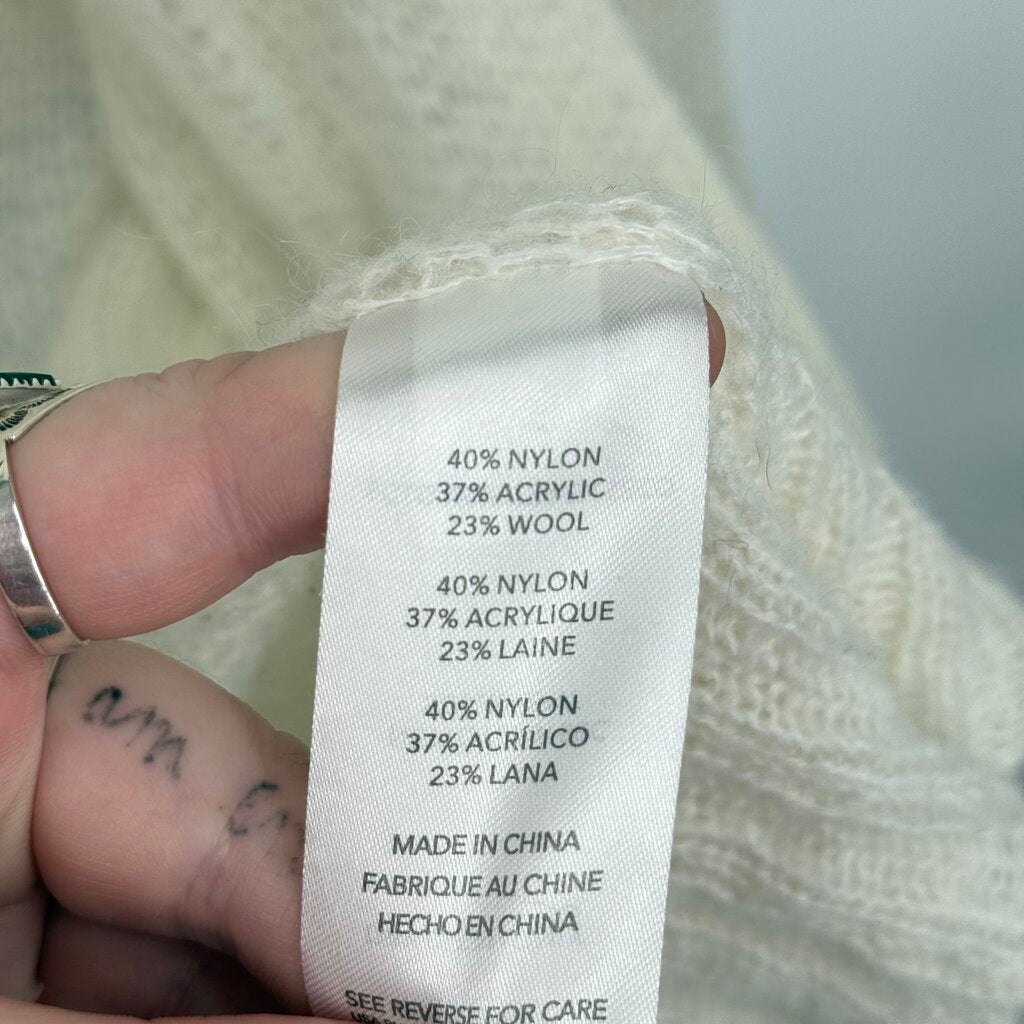 40% NYLON
37% ACRYLIC
23% WOOL
40% NYLON
37% ACRYLIQUE
23% LAINE
40% NYLON
37% ACRÍLICO
23% LANA
MADE IN CHINA
FABRIQUE AU CHINE
HECHO EN CHINA
SEE REVERSE FOR CARE
am